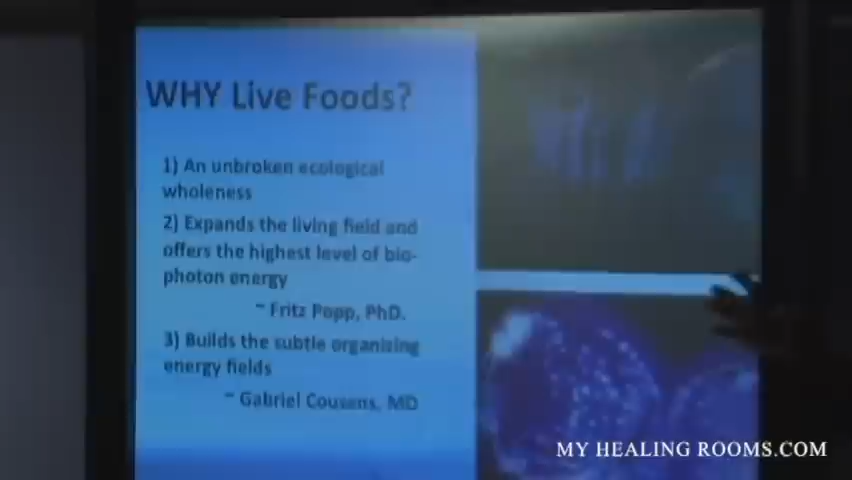 WHY Live Foods?
1) An unbroken ecological
wholeness
2) Expands the living field and
offers the highest level of bio-
photon energy
~ Fritz Popp, PhD.
3) Builds the subtle organizing
energy fields
~ Gabriel Cousens, MD
MY HEALING ROOMS.COM